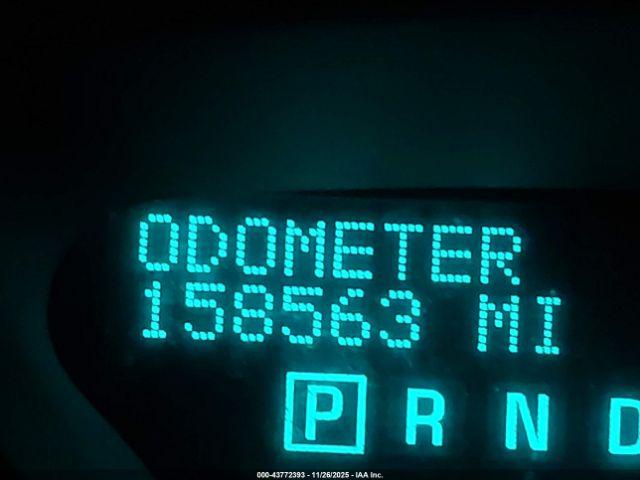 ODOMETER
158563 MI
P R N D
000-43772393 - 11/26/2025 - IAA Inc.